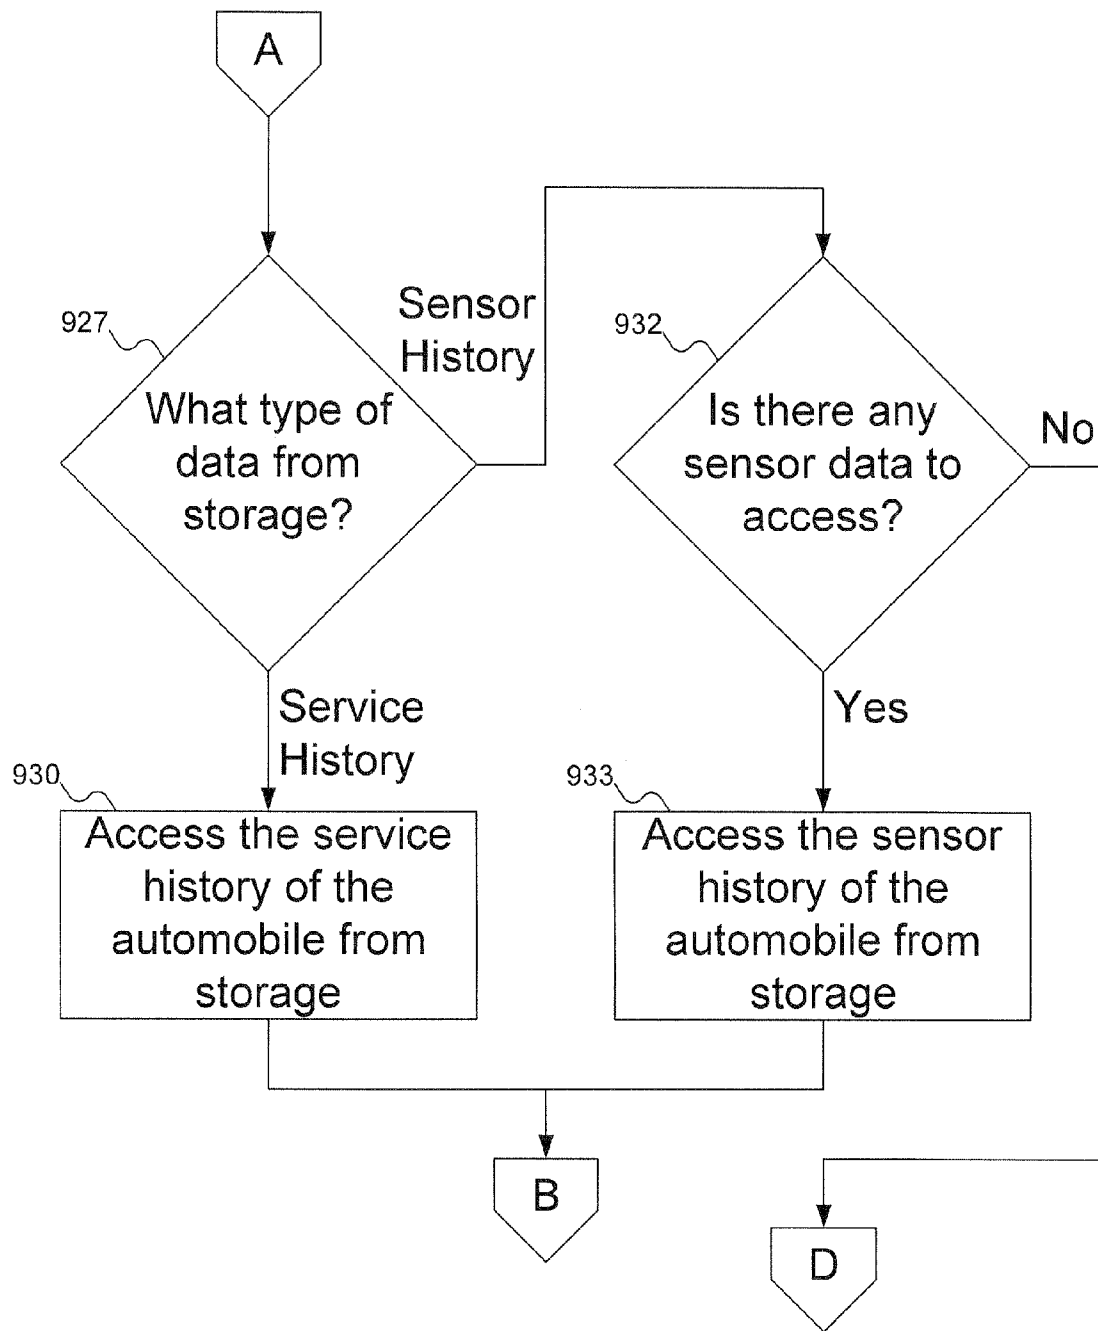 A
927
What type of
data from
storage?
Sensor
History
932
Is there any
sensor data to
access?
No
Service
History
Yes
930
Access the service
history of the
automobile from
storage
933
Access the sensor
history of the
automobile from
storage
B
D